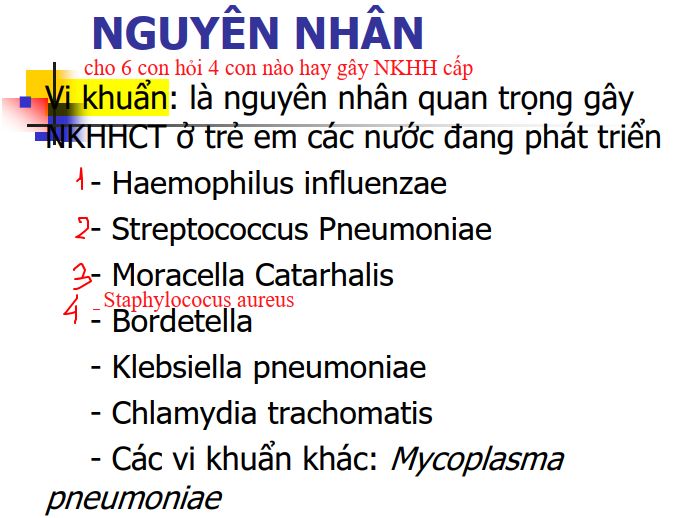 NGUYÊN NHÂN
cho 6 con hỏi 4 con nào hay gây NKHH cấp
Vi khuẩn: là nguyên nhân quan trọng gây
NKHHCT ở trẻ em các nước đang phát triển
1 - Haemophilus influenzae
2 - Streptococcus Pneumoniae
3 - Moracella Catarhalis
4 - Staphylococus aureus
- Bordetella
- Klebsiella pneumoniae
- Chlamydia trachomatis
- Các vi khuẩn khác: Mycoplasma
pneumoniae